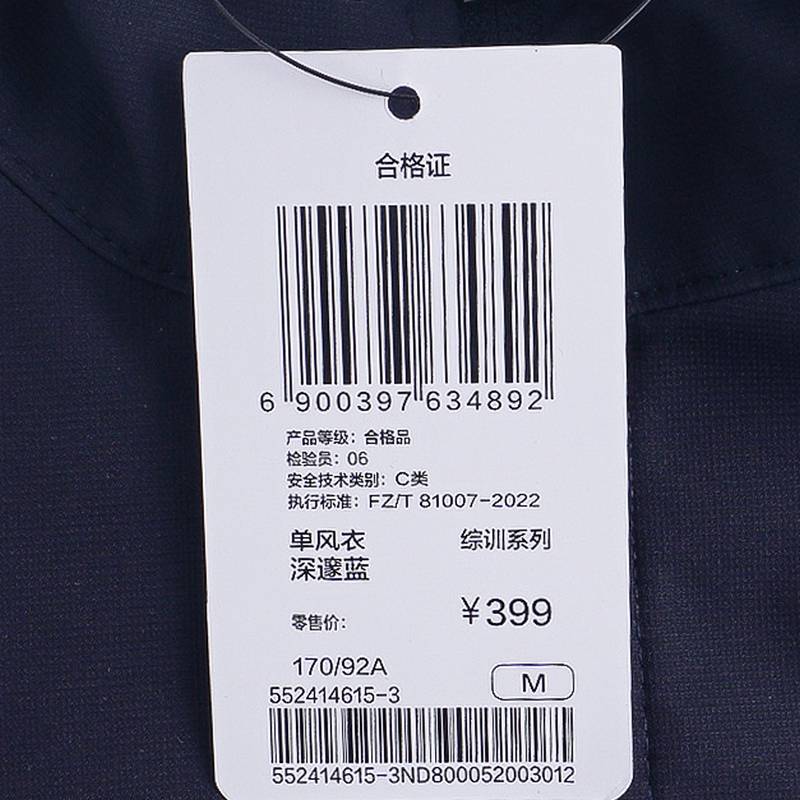 合格证
6 900397 634892
产品等级：合格品
检验员：06
安全技术类别：C类
执行标准：FZ/T 81007-2022
单风衣 综训系列
深邃蓝
零售价： ¥399
170/92A
M
552414615-3
552414615-3ND800052003012